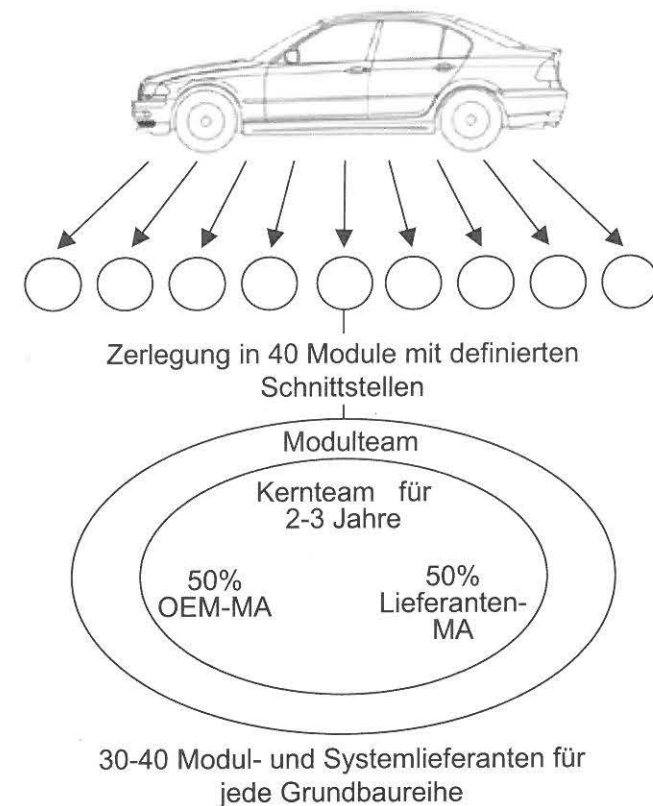 Zerlegung in 40 Module mit definierten
Schnittstellen
Modulteam
Kernteam für
2-3 Jahre
50%
OEM-MA
50%
Lieferanten-
MA
30-40 Modul- und Systemlieferanten für
jede Grundbaureihe